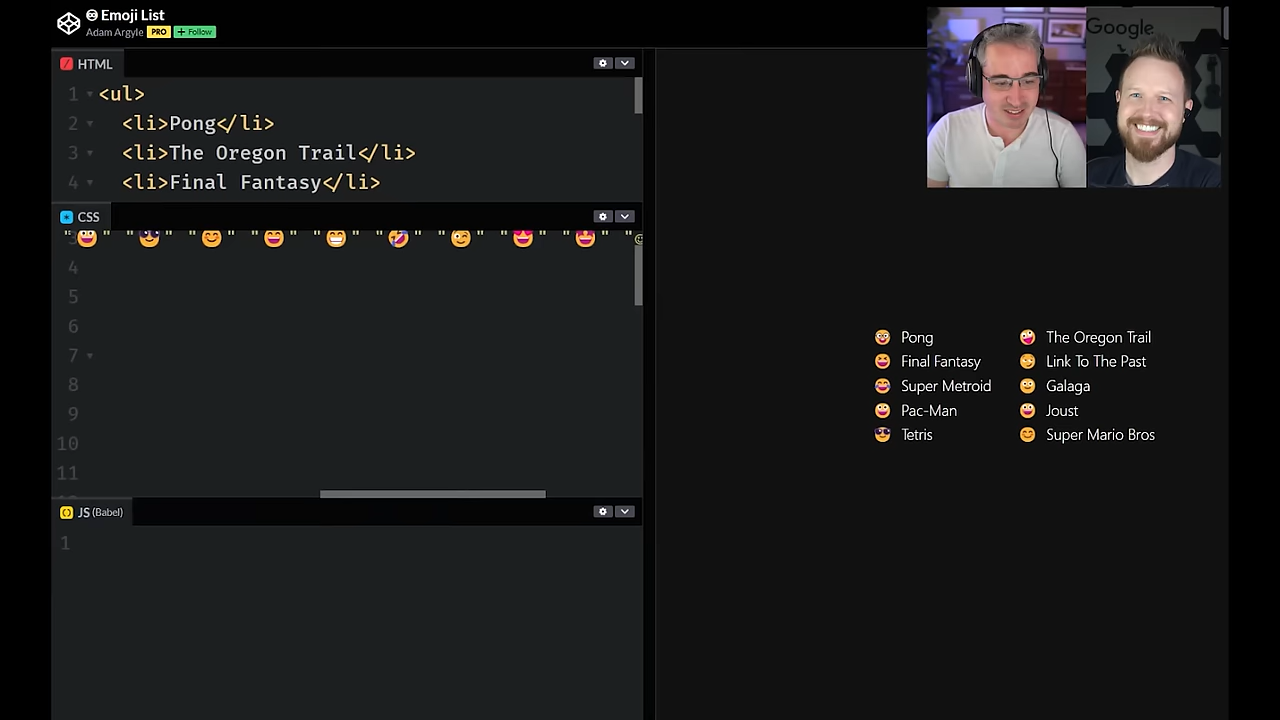 Emoji List
Adam Argyle PRO + Follow
Google
HTML
1 <ul>
2 <li>Pong</li>
3 <li>The Oregon Trail</li>
4 <li>Final Fantasy</li>
CSS
3 "😀" "😎" "😊" "😄" "😁" "🤣" "😉" "😍" "🤩" "
4
5
6
7
8
9
10
11
Pong The Oregon Trail
Final Fantasy Link To The Past
Super Metroid Galaga
Pac-Man Joust
Tetris Super Mario Bros
JS (Babel)
1